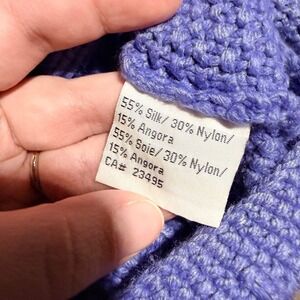 55% Silk/ 30% Nylon/
15% Angora
55% Soie/ 30% Nylon/
15% Angora
CA# 23495